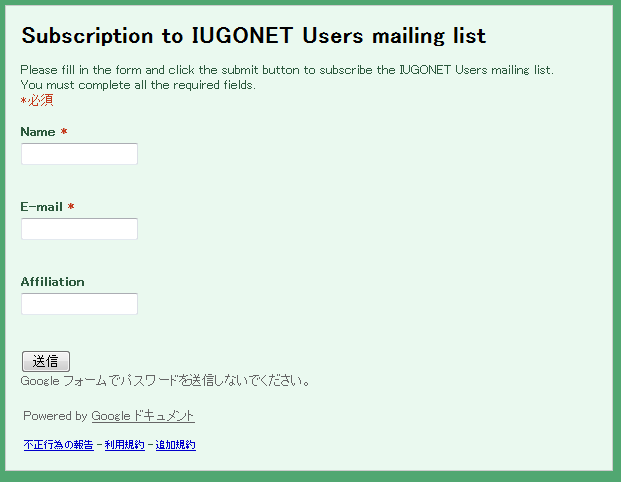 Subscription to IUGONET Users mailing list
Please fill in the form and click the submit button to subscribe the IUGONET Users mailing list.
You must complete all the required fields.
*必須
Name *
E-mail *
Affiliation
送信
Google フォームでパスワードを送信しないでください。
Powered by Google ドキュメント
不正行為の報告 - 利用規約 - 追加規約